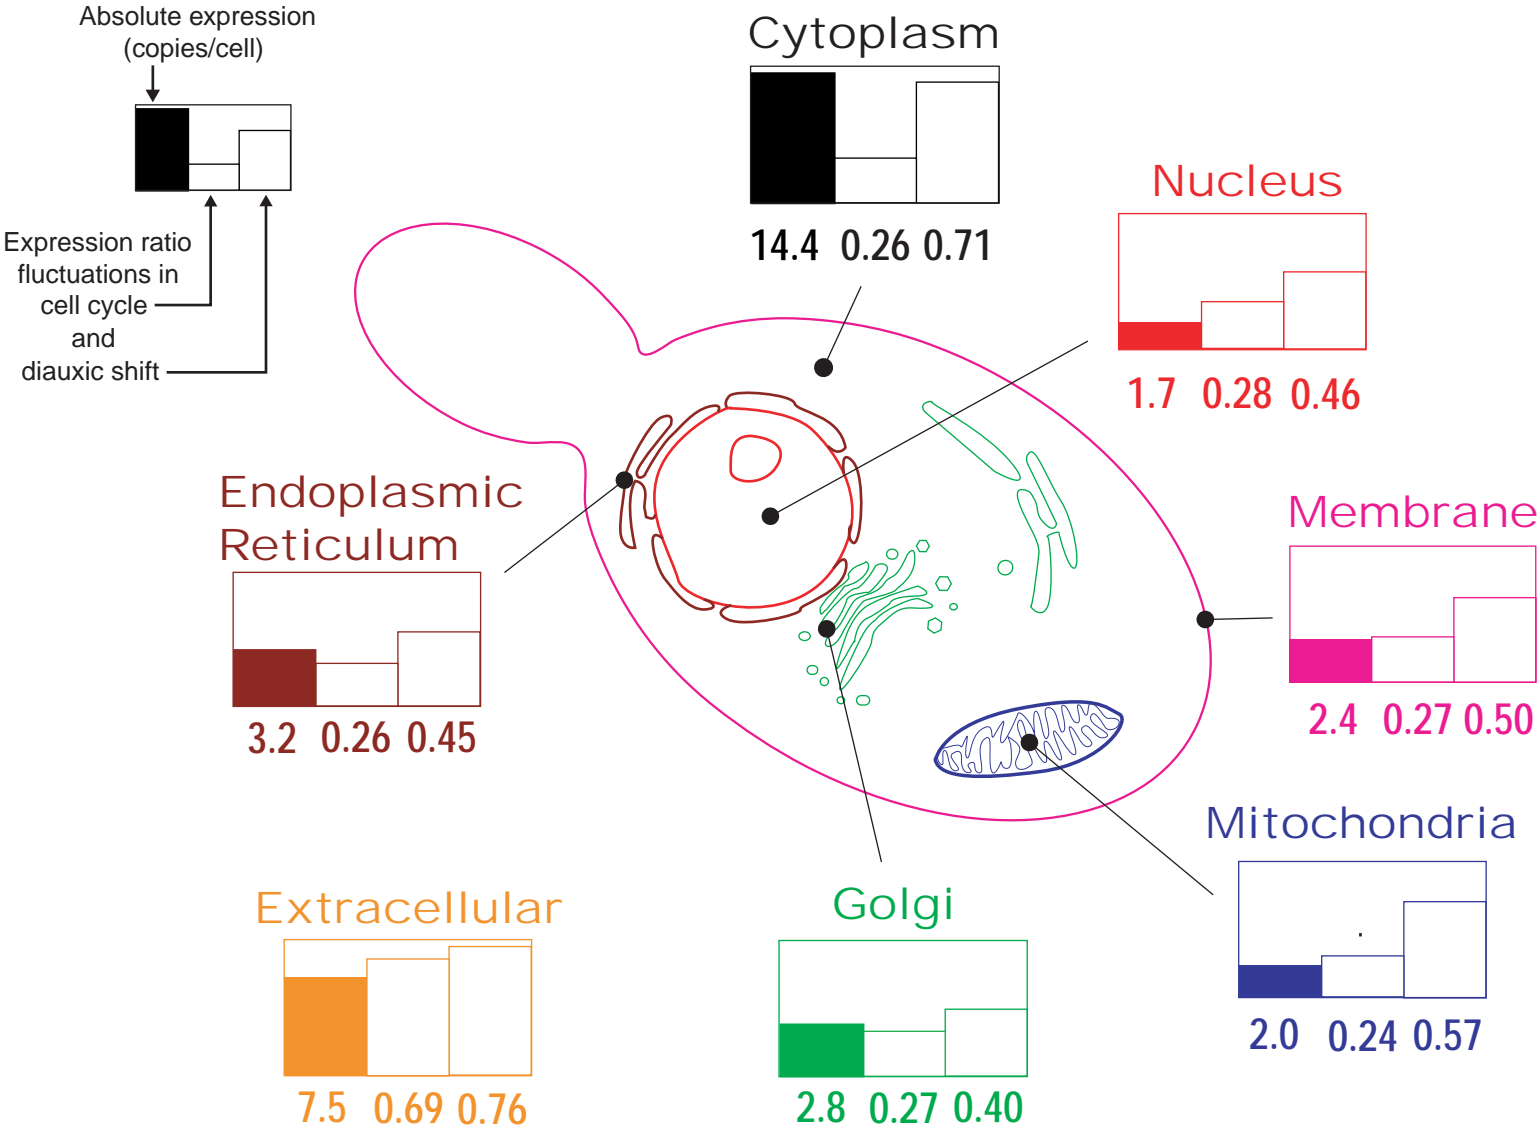 Absolute expression
(copies/cell)
Expression ratio
fluctuations in
cell cycle
and
diauxic shift
Cytoplasm
14.4 0.26 0.71
Nucleus
1.7 0.28 0.46
Endoplasmic
Reticulum
3.2 0.26 0.45
Membrane
2.4 0.27 0.50
Mitochondria
2.0 0.24 0.57
Extracellular
7.5 0.69 0.76
Golgi
2.8 0.27 0.40